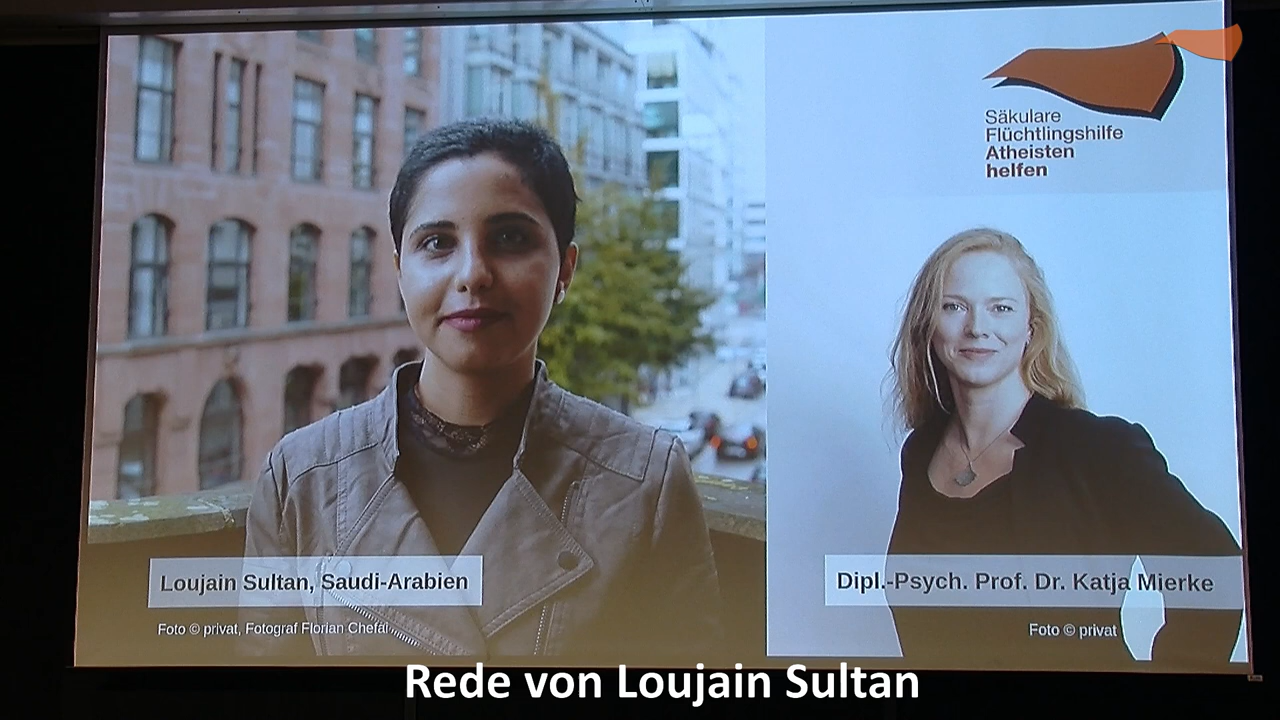 Säkulare
Flüchtlingshilfe
Atheisten
helfen
Loujain Sultan, Saudi-Arabien
Foto © privat, Fotograf Florian Chefai
Dipl.-Psych. Prof. Dr. Katja Mierke
Foto © privat
Rede von Loujain Sultan